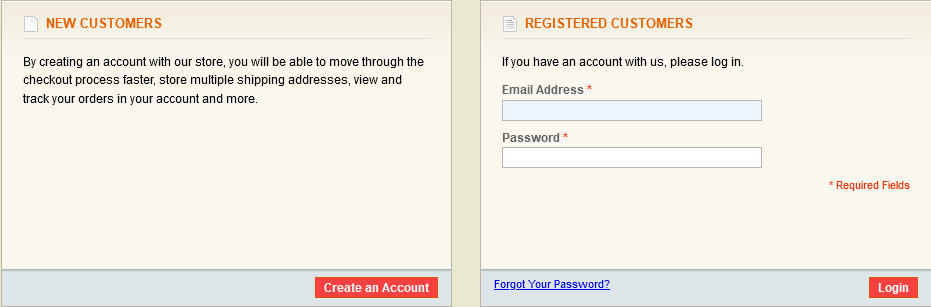 NEW CUSTOMERS
By creating an account with our store, you will be able to move through the
checkout process faster, store multiple shipping addresses, view and
track your orders in your account and more.
Create an Account
REGISTERED CUSTOMERS
If you have an account with us, please log in.
Email Address *
Password *
* Required Fields
Forgot Your Password?
Login